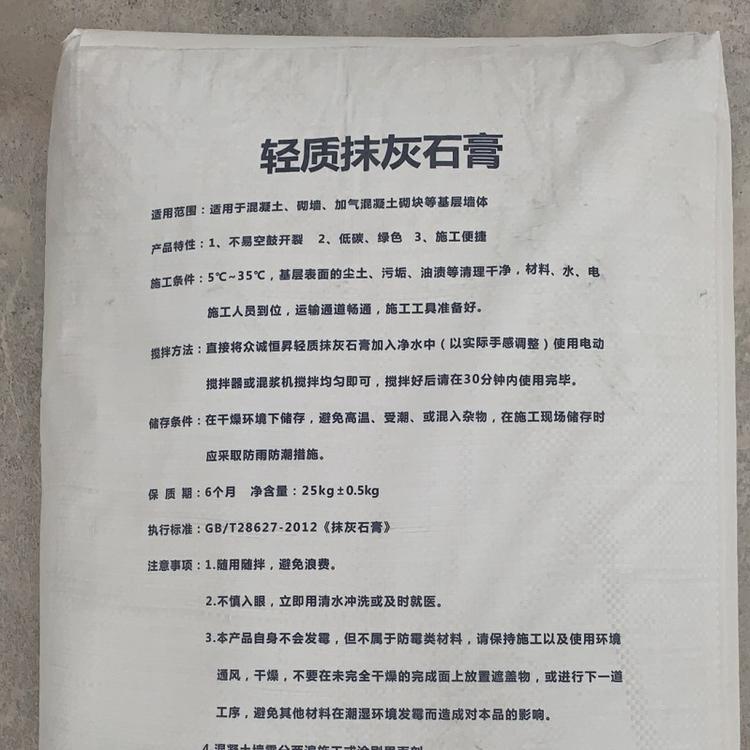 轻质抹灰石膏
适用范围：适用于混凝土、砌墙、加气混凝土砌块等基层墙体
产品特性：1、不易空鼓开裂 2、低碳、绿色 3、施工便捷
施工条件：5℃~35℃，基层表面的尘土、污垢、油渍等清理干净，材料、水、电
施工人员到位，运输通道畅通，施工工具准备好。
搅拌方法：直接将众诚恒昇轻质抹灰石膏加入净水中（以实际手感调整）使用电动
搅拌器或混浆机搅拌均匀即可，搅拌好后请在30分钟内使用完毕。
储存条件：在干燥环境下储存，避免高温、受潮、或混入杂物，在施工现场储存时
应采取防雨防潮措施。
保 质 期：6个月 净含量：25kg±0.5kg
执行标准：GB/T28627-2012《抹灰石膏》
注意事项：1.随用随拌，避免浪费。
2.不慎入眼，立即用清水冲洗或及时就医。
3.本产品自身不会发霉，但不属于防霉类材料，请保持施工以及使用环境
通风，干燥，不要在未完全干燥的完成面上放置遮盖物，或进行下一道
工序，避免其他材料在潮湿环境发霉而造成对本品的影响。
4.混凝土墙需分两遍施工或涂刷界面剂